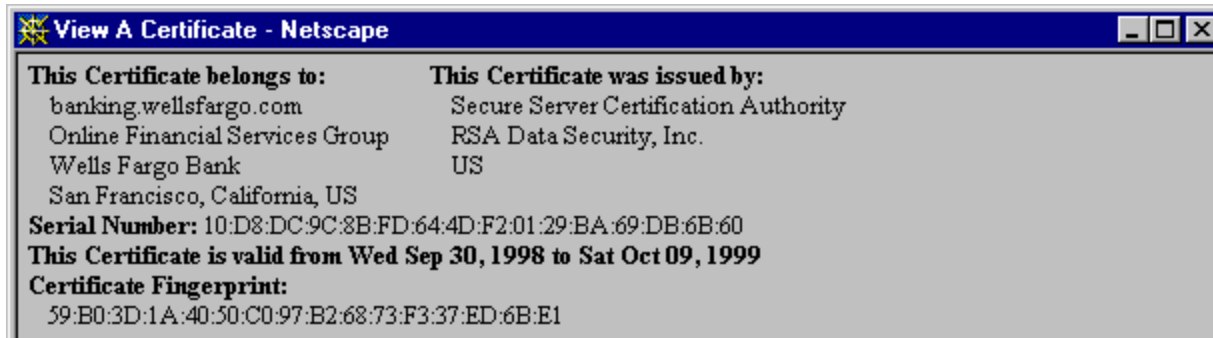 View A Certificate - Netscape
This Certificate belongs to:
banking.wellsfargo.com
Online Financial Services Group
Wells Fargo Bank
San Francisco, California, US
This Certificate was issued by:
Secure Server Certification Authority
RSA Data Security, Inc.
US
Serial Number: 10:D8:DC:9C:8B:FD:64:4D:F2:01:29:BA:69:DB:6B:60
This Certificate is valid from Wed Sep 30, 1998 to Sat Oct 09, 1999
Certificate Fingerprint:
59:B0:3D:1A:40:50:C0:97:B2:68:73:F3:37:ED:6B:E1